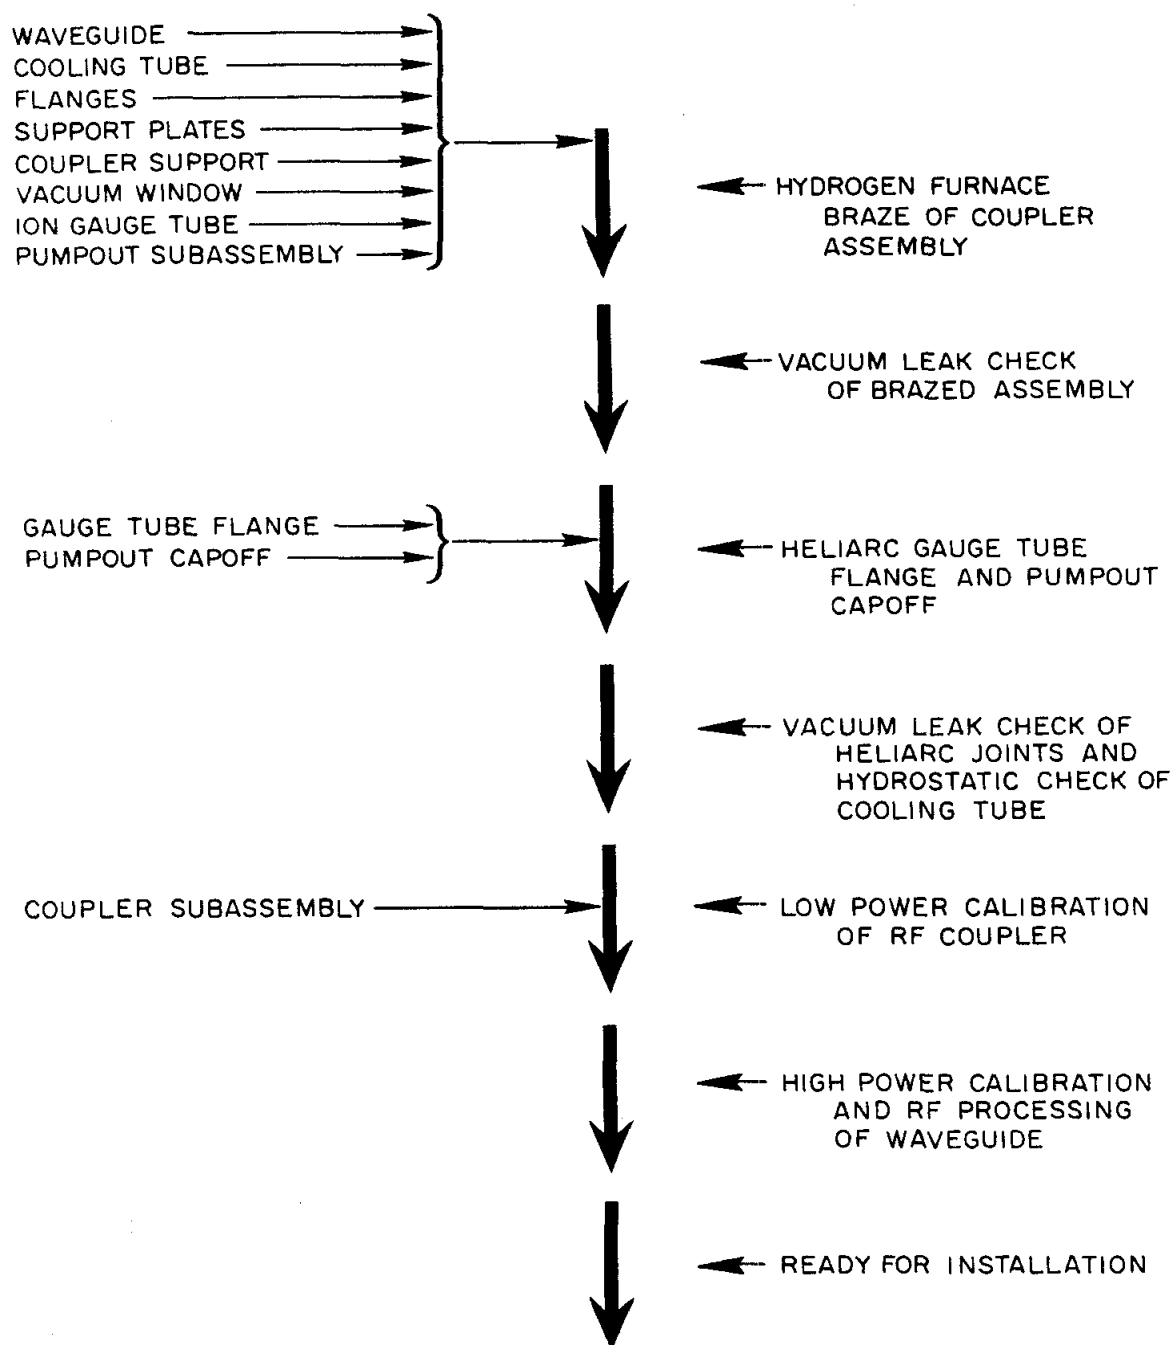 WAVEGUIDE
COOLING TUBE
FLANGES
SUPPORT PLATES
COUPLER SUPPORT
VACUUM WINDOW
ION GAUGE TUBE
PUMPOUT SUBASSEMBLY
HYDROGEN FURNACE
BRAZE OF COUPLER
ASSEMBLY
VACUUM LEAK CHECK
OF BRAZED ASSEMBLY
GAUGE TUBE FLANGE
PUMPOUT CAPOFF
HELIARC GAUGE TUBE
FLANGE AND PUMPOUT
CAPOFF
VACUUM LEAK CHECK OF
HELIARC JOINTS AND
HYDROSTATIC CHECK OF
COOLING TUBE
COUPLER SUBASSEMBLY
LOW POWER CALIBRATION
OF RF COUPLER
HIGH POWER CALIBRATION
AND RF PROCESSING
OF WAVEGUIDE
READY FOR INSTALLATION